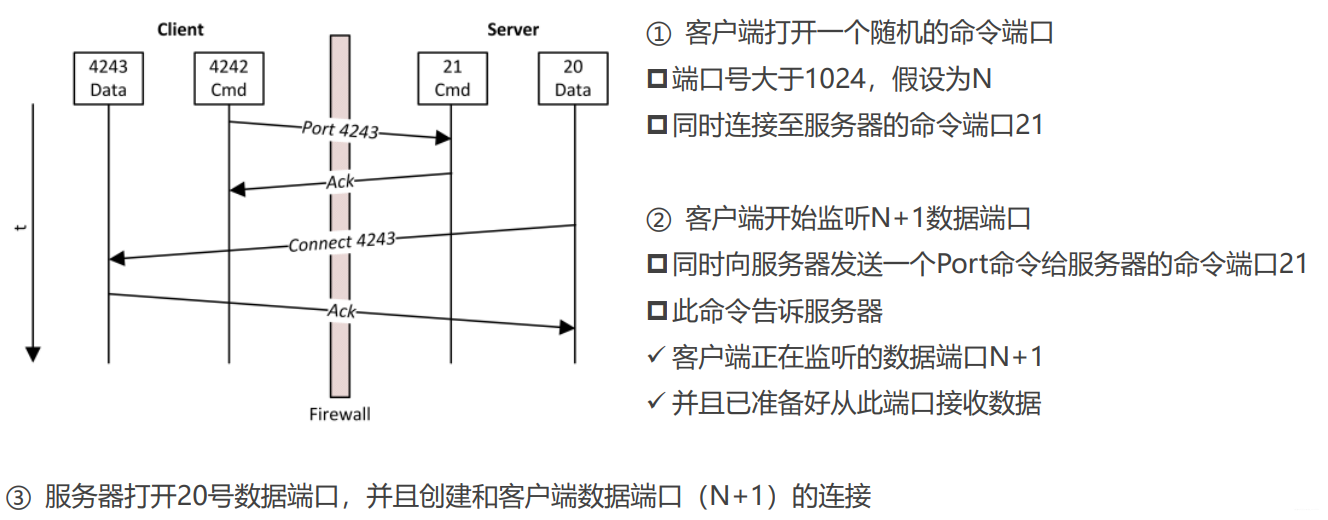 Client
Server
4243
Data
4242
Cmd
21
Cmd
20
Data
Port 4243
Ack
Connect 4243
Ack
t
Firewall
① 客户端打开一个随机的命令端口
端口号大于1024，假设为N
同时连接至服务器的命令端口21
② 客户端开始监听N+1数据端口
同时向服务器发送一个Port命令给服务器的命令端口21
此命令告诉服务器
✓ 客户端正在监听的数据端口N+1
✓ 并且已准备好从此端口接收数据
③ 服务器打开20号数据端口，并且创建和客户端数据端口（N+1）的连接